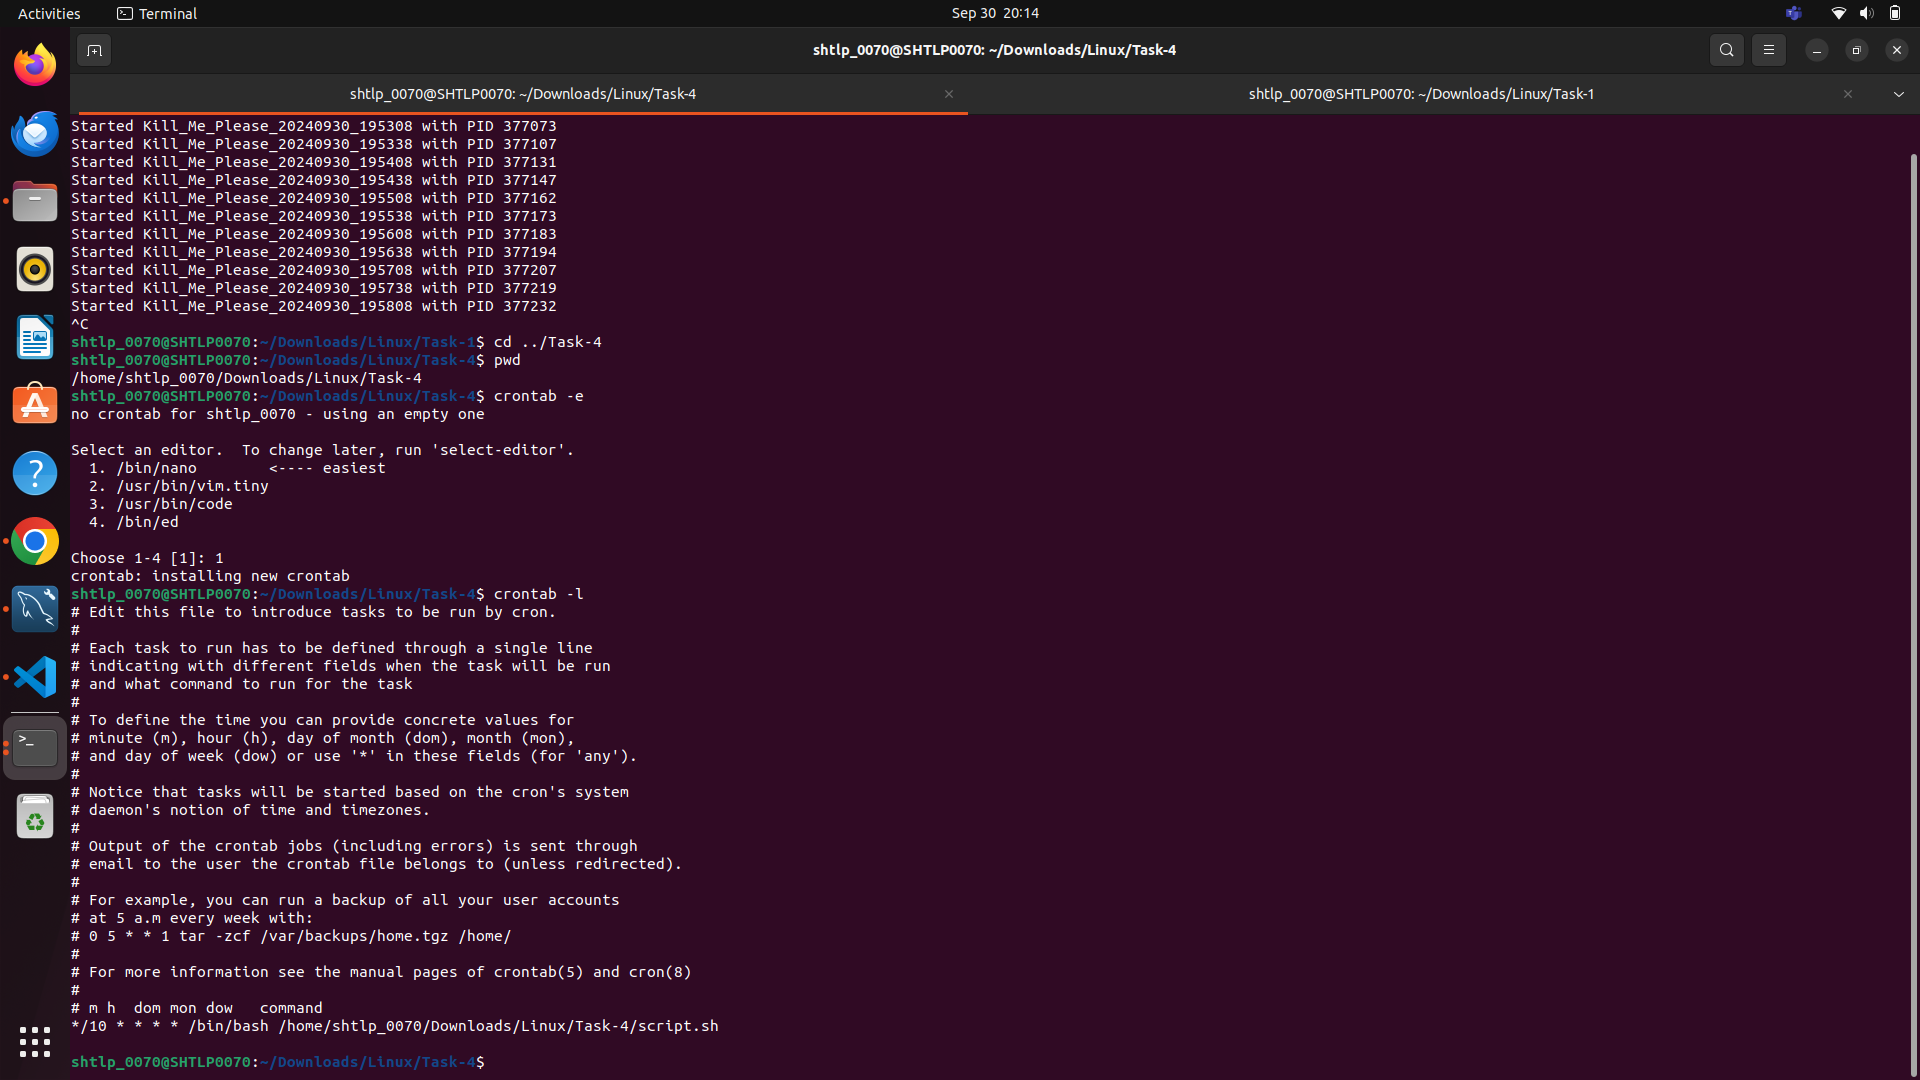 Activities
Terminal
Sep 30 20:14
shtlp_0070@SHTLP0070: ~/Downloads/Linux/Task-4
shtlp_0070@SHTLP0070: ~/Downloads/Linux/Task-4
shtlp_0070@SHTLP0070: ~/Downloads/Linux/Task-1
Started Kill_Me_Please_20240930_195308 with PID 377073
Started Kill_Me_Please_20240930_195338 with PID 377107
Started Kill_Me_Please_20240930_195408 with PID 377131
Started Kill_Me_Please_20240930_195438 with PID 377147
Started Kill_Me_Please_20240930_195508 with PID 377162
Started Kill_Me_Please_20240930_195538 with PID 377173
Started Kill_Me_Please_20240930_195608 with PID 377183
Started Kill_Me_Please_20240930_195638 with PID 377194
Started Kill_Me_Please_20240930_195708 with PID 377207
Started Kill_Me_Please_20240930_195738 with PID 377219
Started Kill_Me_Please_20240930_195808 with PID 377232
^C
shtlp_0070@SHTLP0070:~/Downloads/Linux/Task-1$ cd ../Task-4
shtlp_0070@SHTLP0070:~/Downloads/Linux/Task-4$ pwd
/home/shtlp_0070/Downloads/Linux/Task-4
shtlp_0070@SHTLP0070:~/Downloads/Linux/Task-4$ crontab -e
no crontab for shtlp_0070 - using an empty one
Select an editor.  To change later, run 'select-editor'.
  1. /bin/nano        <---- easiest
  2. /usr/bin/vim.tiny
  3. /usr/bin/code
  4. /bin/ed
Choose 1-4 [1]: 1
crontab: installing new crontab
shtlp_0070@SHTLP0070:~/Downloads/Linux/Task-4$ crontab -l
# Edit this file to introduce tasks to be run by cron.
#
# Each task to run has to be defined through a single line
# indicating with different fields when the task will be run
# and what command to run for the task
#
# To define the time you can provide concrete values for
# minute (m), hour (h), day of month (dom), month (mon),
# and day of week (dow) or use '*' in these fields (for 'any').
#
# Notice that tasks will be started based on the cron's system
# daemon's notion of time and timezones.
#
# Output of the crontab jobs (including errors) is sent through
# email to the user the crontab file belongs to (unless redirected).
#
# For example, you can run a backup of all your user accounts
# at 5 a.m every week with:
# 0 5 * * 1 tar -zcf /var/backups/home.tgz /home/
#
# For more information see the manual pages of crontab(5) and cron(8)
#
# m h  dom mon dow   command
*/10 * * * * /bin/bash /home/shtlp_0070/Downloads/Linux/Task-4/script.sh
shtlp_0070@SHTLP0070:~/Downloads/Linux/Task-4$